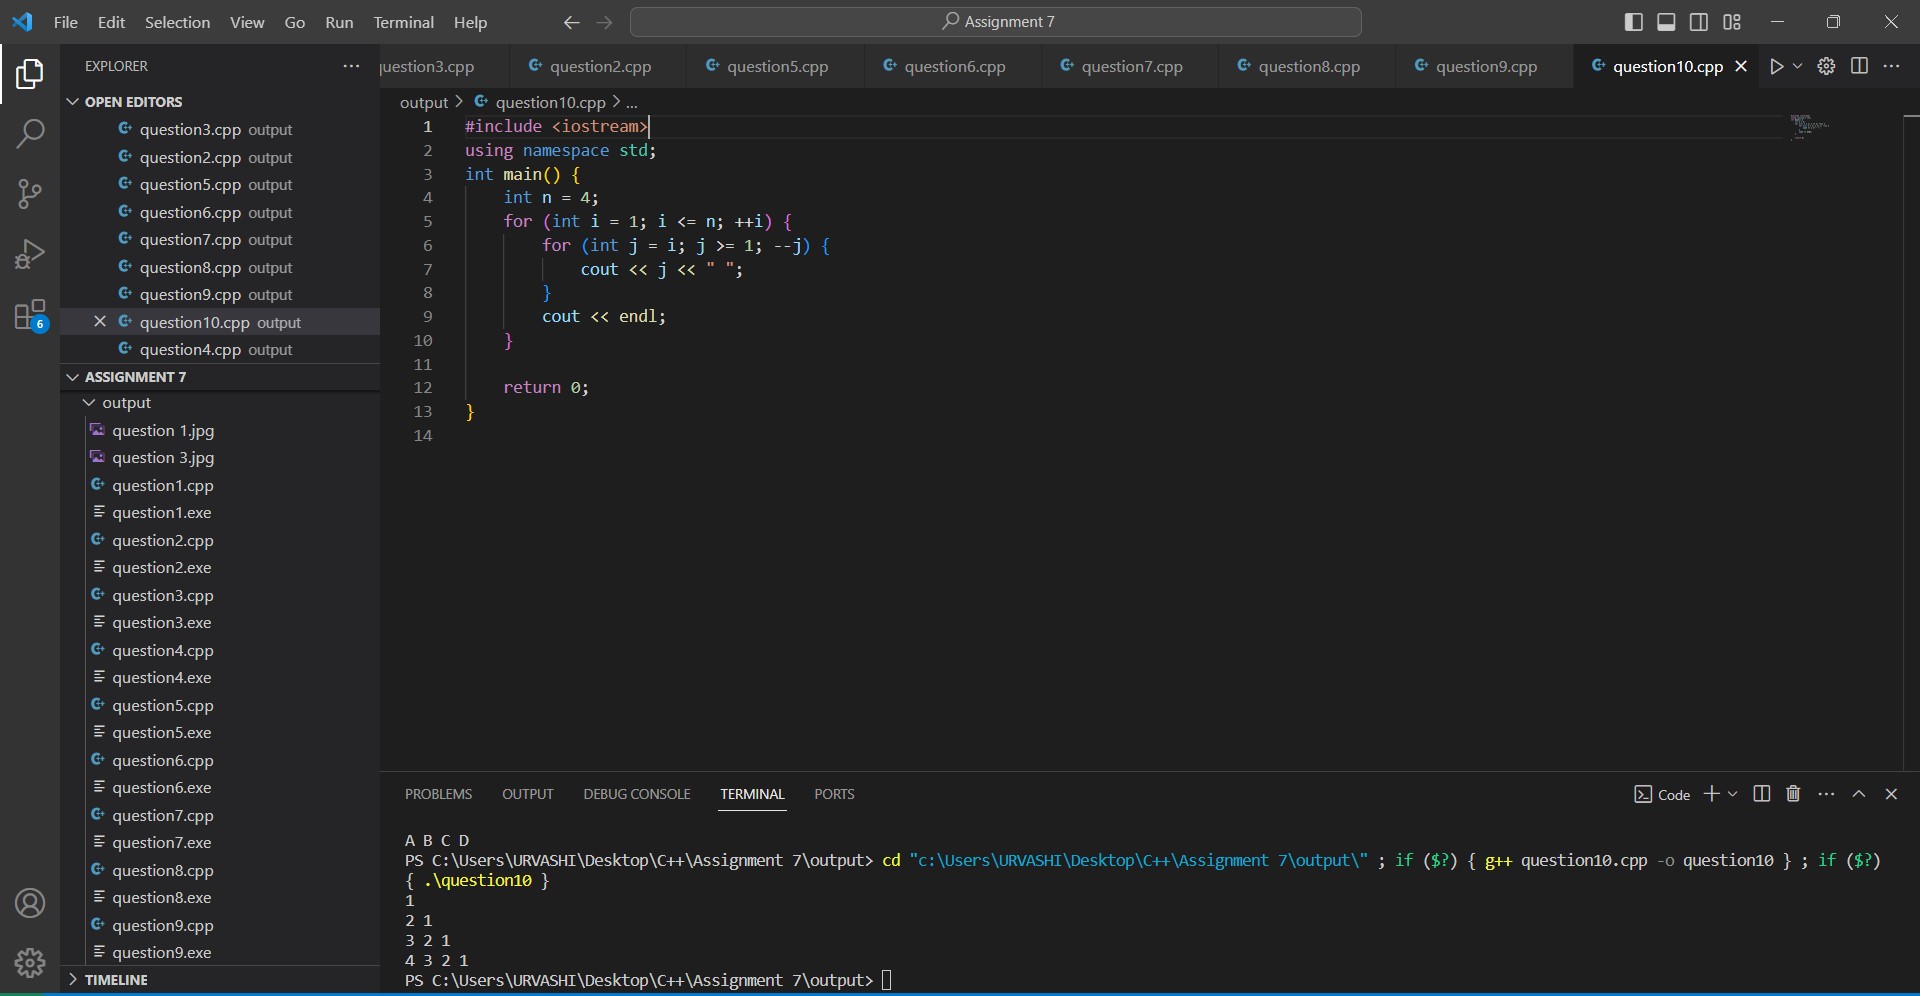 File Edit Selection View Go Run Terminal Help
Assignment 7
EXPLORER
OPEN EDITORS
question3.cpp output
question2.cpp output
question5.cpp output
question6.cpp output
question7.cpp output
question8.cpp output
question9.cpp output
question10.cpp output
question4.cpp output
ASSIGNMENT 7
output
question 1.jpg
question 3.jpg
question1.cpp
question1.exe
question2.cpp
question2.exe
question3.cpp
question3.exe
question4.cpp
question4.exe
question5.cpp
question5.exe
question6.cpp
question6.exe
question7.cpp
question7.exe
question8.cpp
question8.exe
question9.cpp
question9.exe
TIMELINE
6
uestion3.cpp question2.cpp question5.cpp question6.cpp question7.cpp question8.cpp question9.cpp question10.cpp
output > question10.cpp > ...
1 #include <iostream>
2 using namespace std;
3 int main() {
4     int n = 4;
5     for (int i = 1; i <= n; ++i) {
6         for (int j = i; j >= 1; --j) {
7             cout << j << " ";
8         }
9         cout << endl;
10     }
11
12     return 0;
13 }
14
PROBLEMS OUTPUT DEBUG CONSOLE TERMINAL PORTS
Code
A B C D
PS C:\Users\URVASHI\Desktop\C++\Assignment 7\output> cd "c:\Users\URVASHI\Desktop\C++\Assignment 7\output\" ; if ($?) { g++ question10.cpp -o question10 } ; if ($?)
{ .\question10 }
1
2 1
3 2 1
4 3 2 1
PS C:\Users\URVASHI\Desktop\C++\Assignment 7\output>